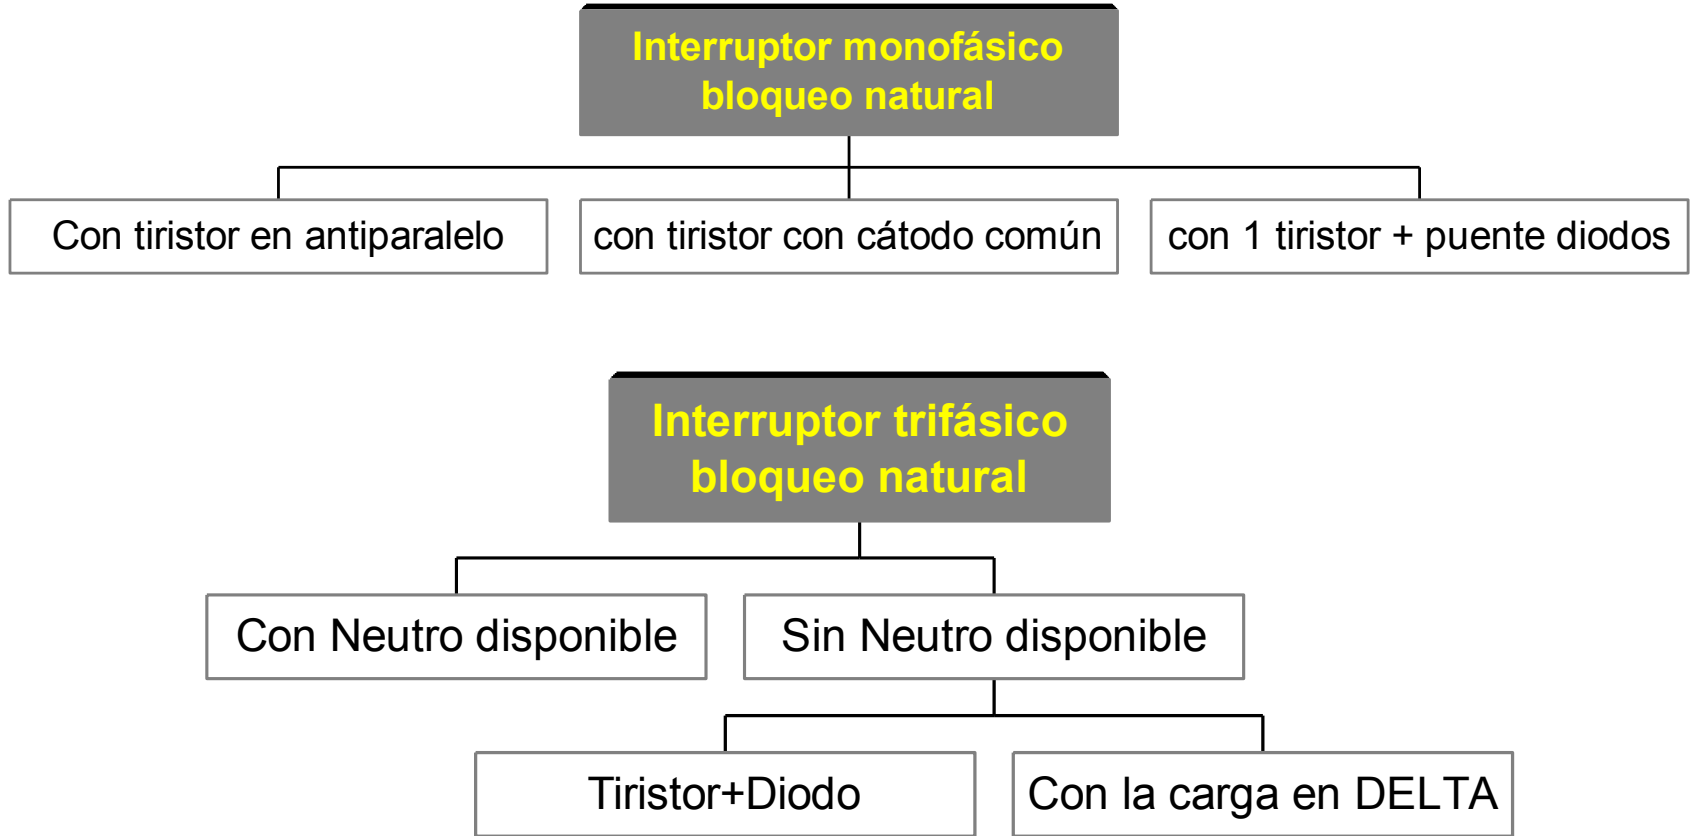 Interruptor monofásico
bloqueo natural
Con tiristor en antiparalelo
con tiristor con cátodo común
con 1 tiristor + puente diodos
Interruptor trifásico
bloqueo natural
Con Neutro disponible
Sin Neutro disponible
Tiristor+Diodo
Con la carga en DELTA